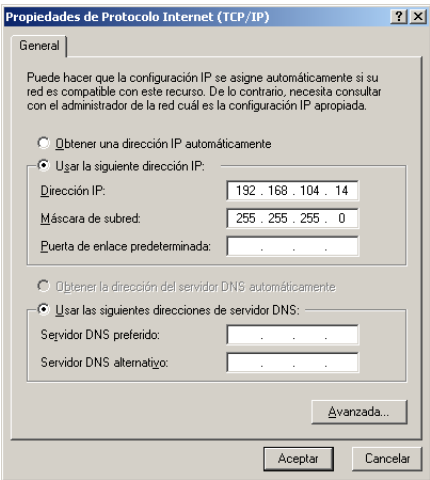 Propiedades de Protocolo Internet (TCP/IP)
General
Puede hacer que la configuración IP se asigne automáticamente si su
red es compatible con este recurso. De lo contrario, necesita consultar
con el administrador de la red cuál es la configuración IP apropiada.
Obtener una dirección IP automáticamente
Usar la siguiente dirección IP:
Dirección IP: 192 . 168 . 104 . 14
Máscara de subred: 255 . 255 . 255 . 0
Puerta de enlace predeterminada: . . .
Obtener la dirección del servidor DNS automáticamente
Usar las siguientes direcciones de servidor DNS:
Servidor DNS preferido: . . .
Servidor DNS alternativo: . . .
Avanzada...
Aceptar Cancelar